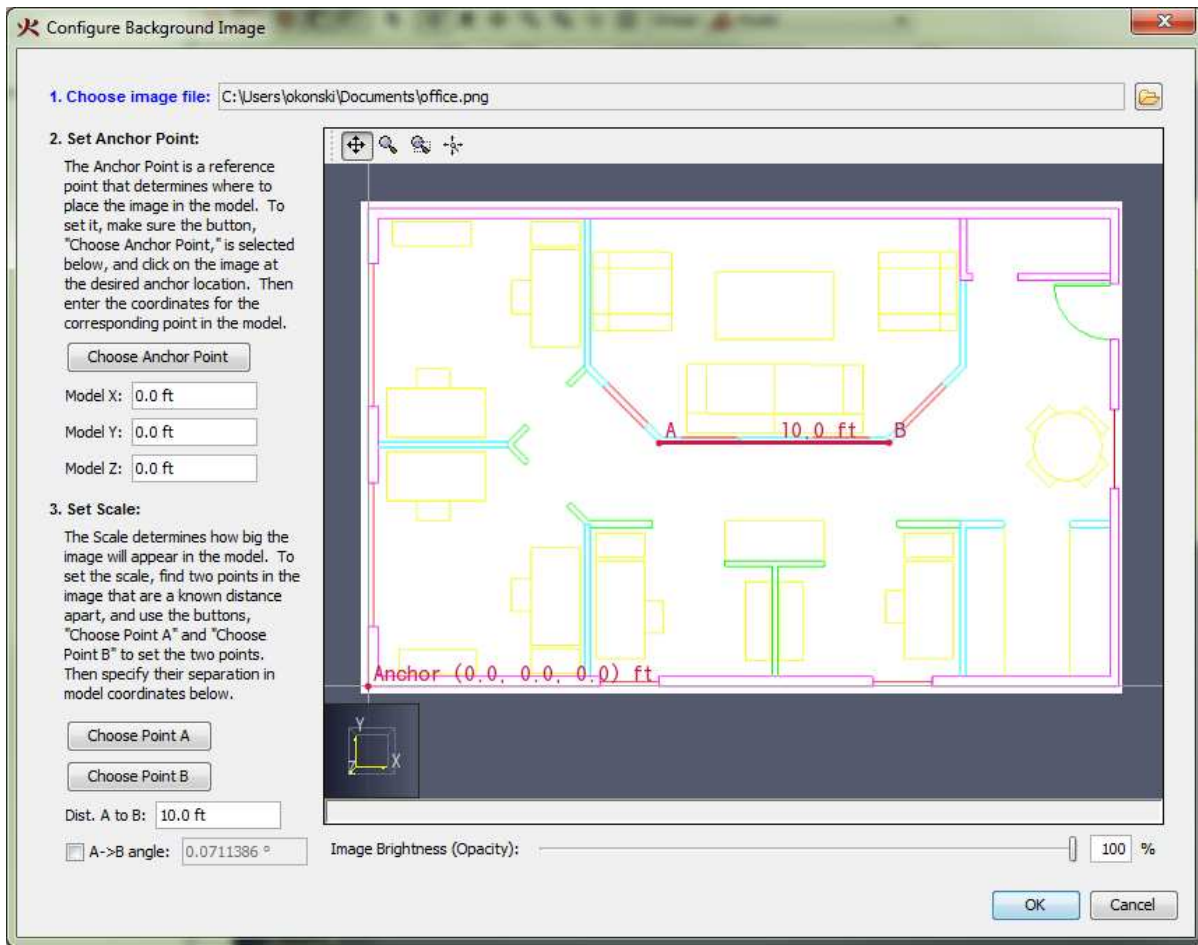 Configure Background Image
1. Choose image file: C:\Users\okonski\Documents\office.png
2. Set Anchor Point:
The Anchor Point is a reference
point that determines where to
place the image in the model. To
set it, make sure the button,
"Choose Anchor Point," is selected
below, and click on the image at
the desired anchor location. Then
enter the coordinates for the
corresponding point in the model.
Choose Anchor Point
Model X: 0.0 ft
Model Y: 0.0 ft
Model Z: 0.0 ft
3. Set Scale:
The Scale determines how big the
image will appear in the model. To
set the scale, find two points in the
image that are a known distance
apart, and use the buttons,
"Choose Point A" and "Choose
Point B" to set the two points.
Then specify their separation in
model coordinates below.
Choose Point A
Choose Point B
Dist. A to B: 10.0 ft
A->B angle: 0.0711386 °
A 10.0 ft B
Anchor (0.0, 0.0, 0.0) ft
Y
Z X
Image Brightness (Opacity): 100 %
OK Cancel